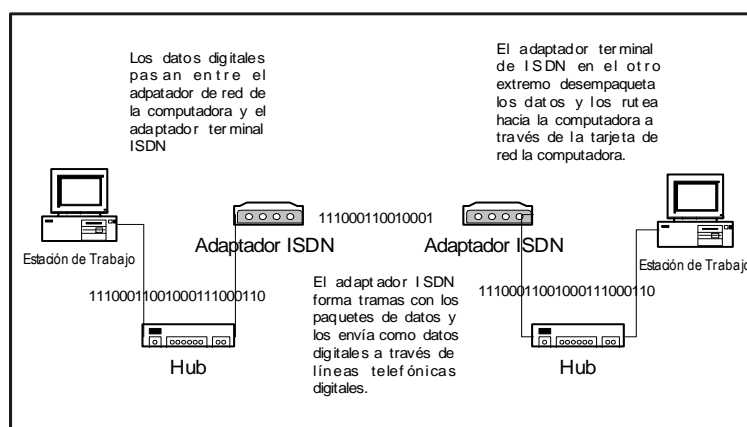 Los datos digitales
pasan entre el
adpatador de red de
la computadora y el
adaptador terminal
ISDN
El adaptador terminal
de ISDN en el otro
extremo desempaqueta
los datos y los rutea
hacia la computadora a
través de la tarjeta de
red la computadora.
111000110010001
Adaptador ISDN
Adaptador ISDN
Estación de Trabajo
Estación de Trabajo
11100011001000111000110
El adaptador ISDN
forma tramas con los
paquetes de datos y
los envía como datos
digitales a través de
líneas telefónicas
digitales.
11100011001000111000110
Hub
Hub